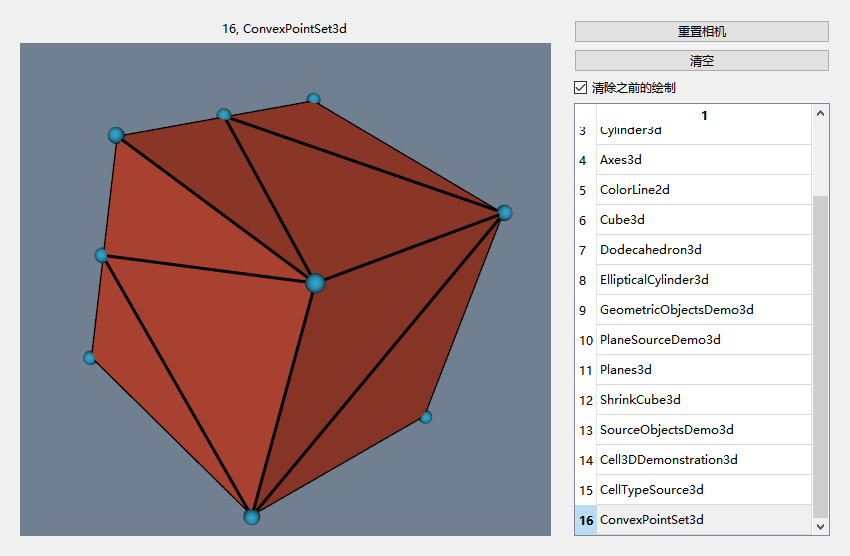 16, ConvexPointSet3d
重置相机
清空
清除之前的绘制
1
3 Cylinder3d
4 Axes3d
5 ColorLine2d
6 Cube3d
7 Dodecahedron3d
8 EllipticalCylinder3d
9 GeometricObjectsDemo3d
10 PlaneSourceDemo3d
11 Planes3d
12 ShrinkCube3d
13 SourceObjectsDemo3d
14 Cell3DDemonstration3d
15 CellTypeSource3d
16 ConvexPointSet3d